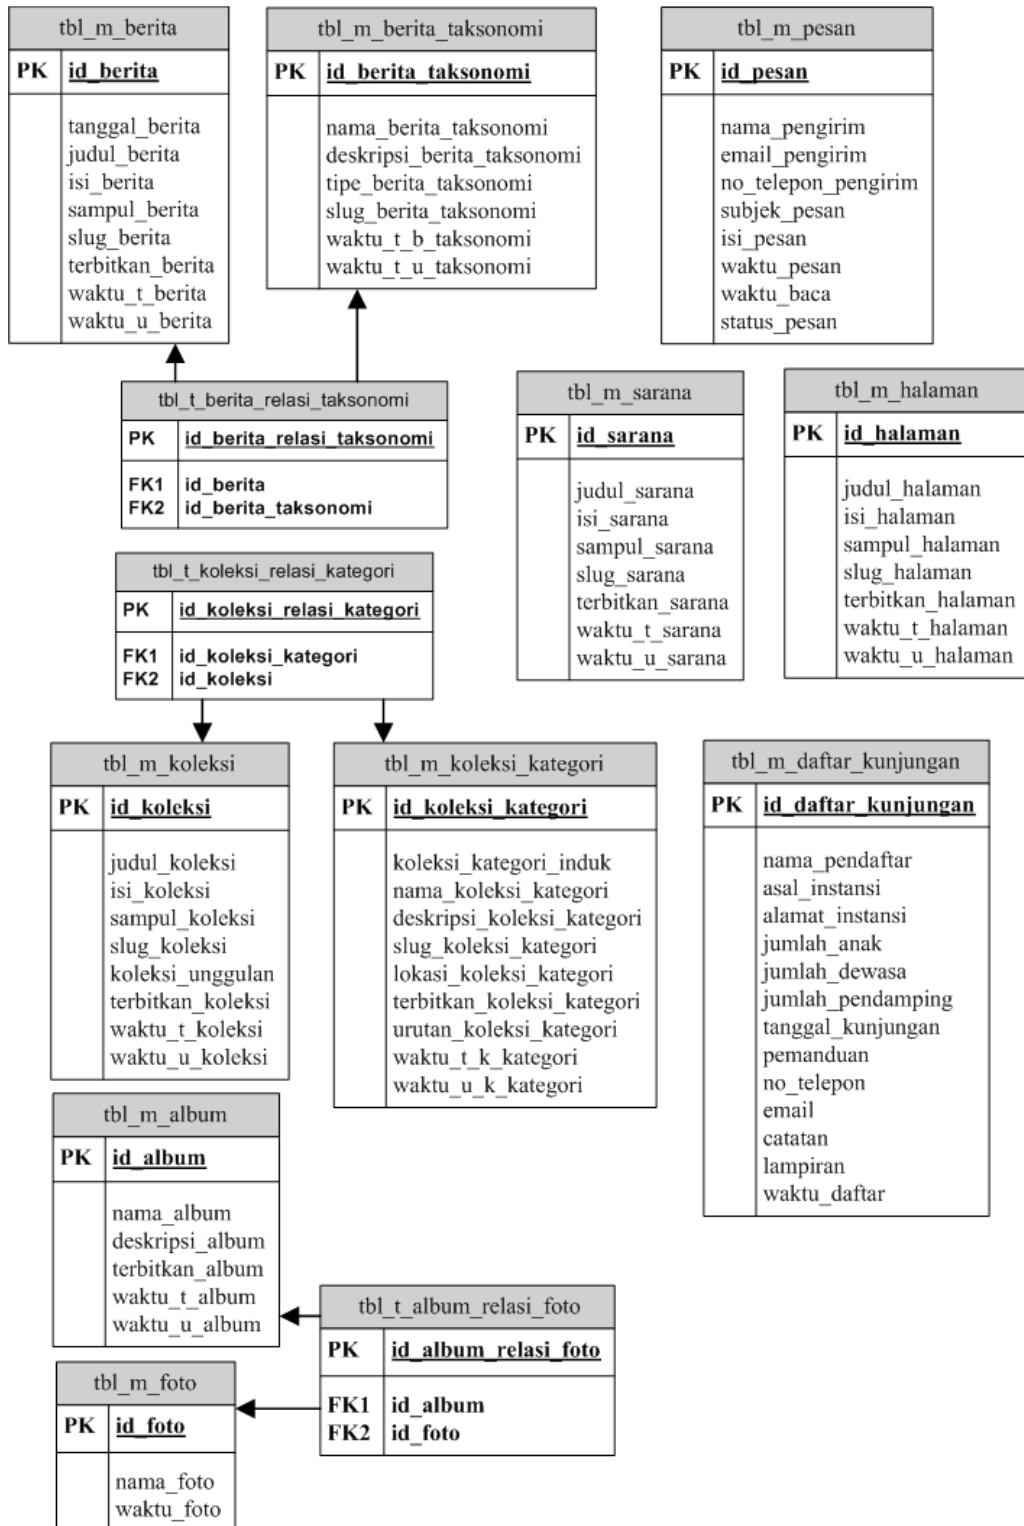 tbl_m_berita
PK id_berita
tanggal_berita
judul_berita
isi_berita
sampul_berita
slug_berita
terbitkan_berita
waktu_t_berita
waktu_u_berita
tbl_m_berita_taksonomi
PK id_berita_taksonomi
nama_berita_taksonomi
deskripsi_berita_taksonomi
tipe_berita_taksonomi
slug_berita_taksonomi
waktu_t_b_taksonomi
waktu_t_u_taksonomi
tbl_m_pesan
PK id_pesan
nama_pengirim
email_pengirim
no_telepon_pengirim
subjek_pesan
isi_pesan
waktu_pesan
waktu_baca
status_pesan
tbl_t_berita_relasi_taksonomi
PK id_berita_relasi_taksonomi
FK1 id_berita
FK2 id_berita_taksonomi
tbl_m_sarana
PK id_sarana
judul_sarana
isi_sarana
sampul_sarana
slug_sarana
terbitkan_sarana
waktu_t_sarana
waktu_u_sarana
tbl_m_halaman
PK id_halaman
judul_halaman
isi_halaman
sampul_halaman
slug_halaman
terbitkan_halaman
waktu_t_halaman
waktu_u_halaman
tbl_t_koleksi_relasi_kategori
PK id_koleksi_relasi_kategori
FK1 id_koleksi_kategori
FK2 id_koleksi
tbl_m_koleksi
PK id_koleksi
judul_koleksi
isi_koleksi
sampul_koleksi
slug_koleksi
koleksi_unggulan
terbitkan_koleksi
waktu_t_koleksi
waktu_u_koleksi
tbl_m_koleksi_kategori
PK id_koleksi_kategori
koleksi_kategori_induk
nama_koleksi_kategori
deskripsi_koleksi_kategori
slug_koleksi_kategori
lokasi_koleksi_kategori
terbitkan_koleksi_kategori
urutan_koleksi_kategori
waktu_t_k_kategori
waktu_u_k_kategori
tbl_m_daftar_kunjungan
PK id_daftar_kunjungan
nama_pendaftar
asal_instansi
alamat_instansi
jumlah_anak
jumlah_dewasa
jumlah_pendamping
tanggal_kunjungan
pemanduan
no_telepon
email
catatan
lampiran
waktu_daftar
tbl_m_album
PK id_album
nama_album
deskripsi_album
terbitkan_album
waktu_t_album
waktu_u_album
tbl_t_album_relasi_foto
PK id_album_relasi_foto
FK1 id_album
FK2 id_foto
tbl_m_foto
PK id_foto
nama_foto
waktu_foto